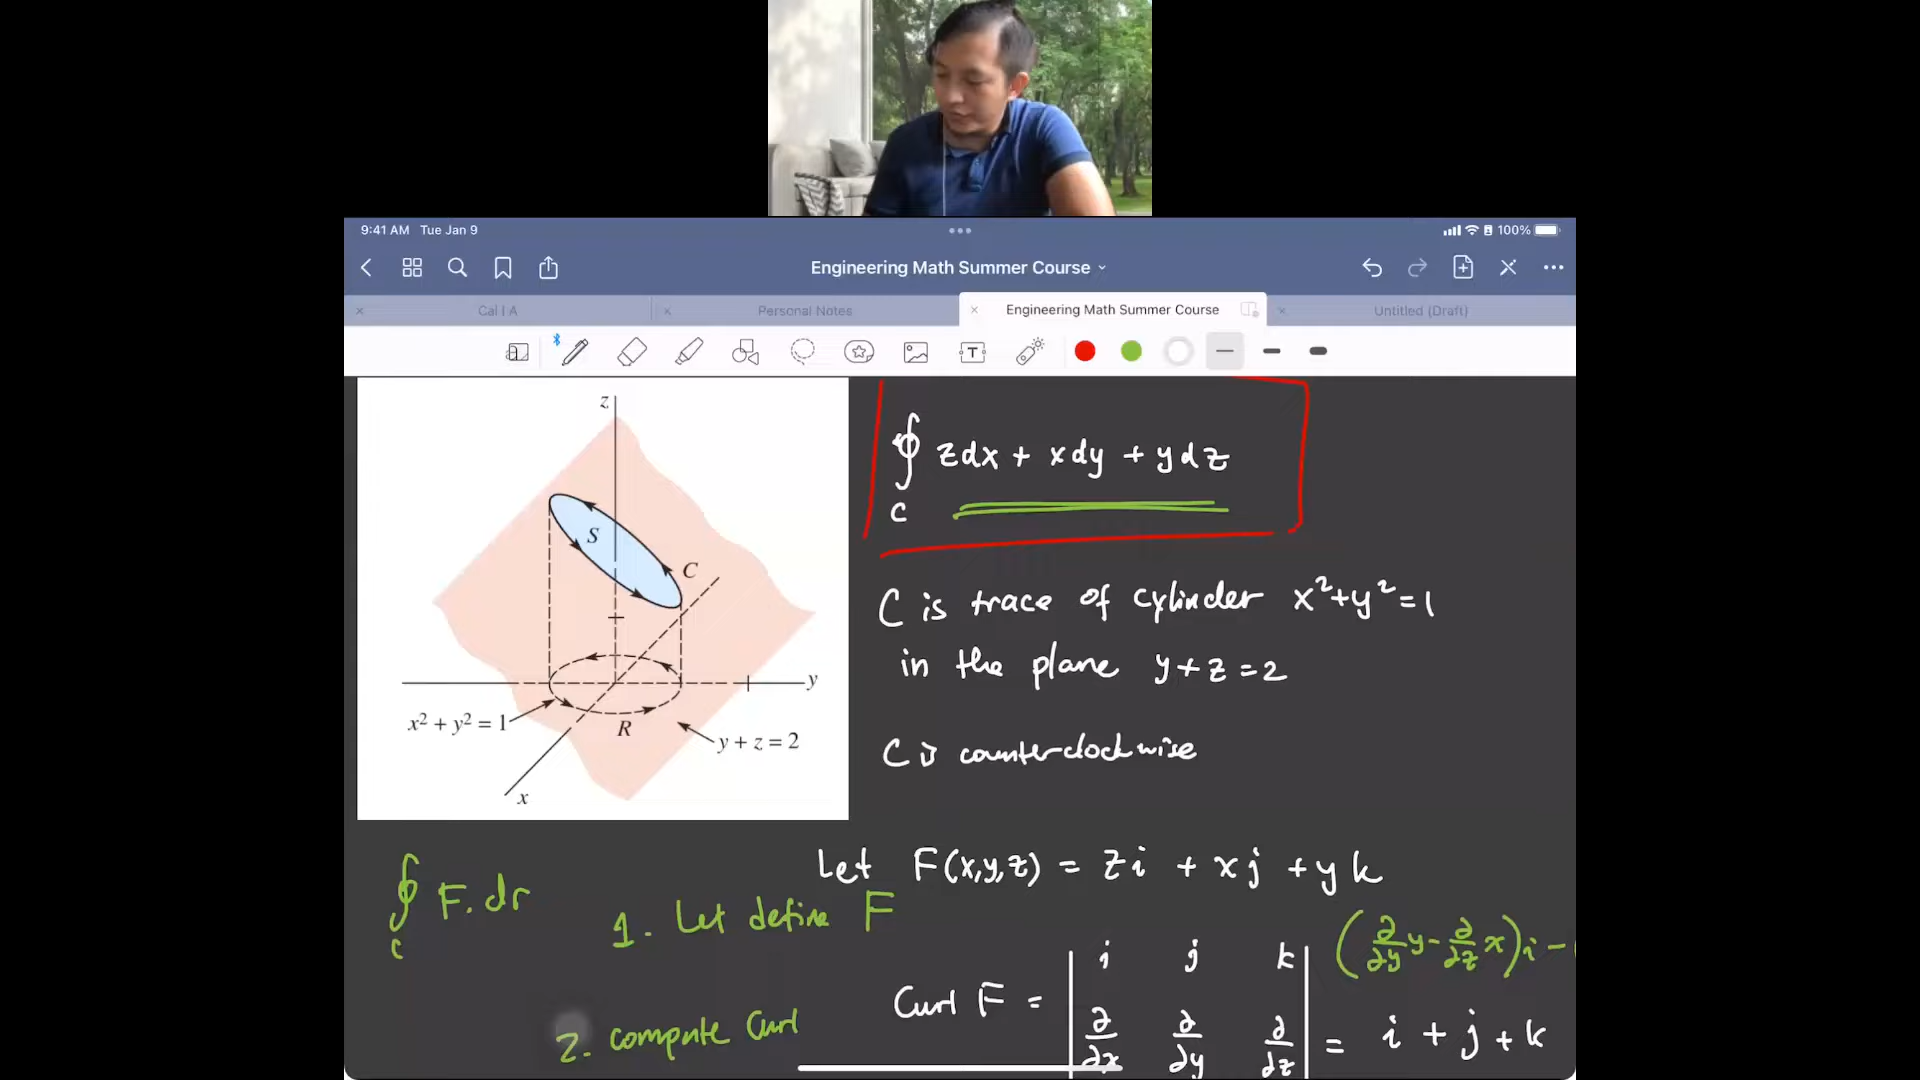 9:41 AM Tue Jan 9
100%
Engineering Math Summer Course
Cal I A
Personal Notes
Engineering Math Summer Course
Untitled (Draft)
T
z
S
C
y
x² + y² = 1
R
y + z = 2
x
∮ zdx + xdy + ydz
C
C is trace of cylinder x²+y²=1
in the plane y+z=2
C is counterclockwise
Let F(x,y,z) = zi + xj + yk
∮ F.dr
C
1. Let define F
i j k
(∂/∂y y - ∂/∂z x)i -
Curl F =
∂/∂x ∂/∂y ∂/∂z
= i + j + k
2. compute Curl